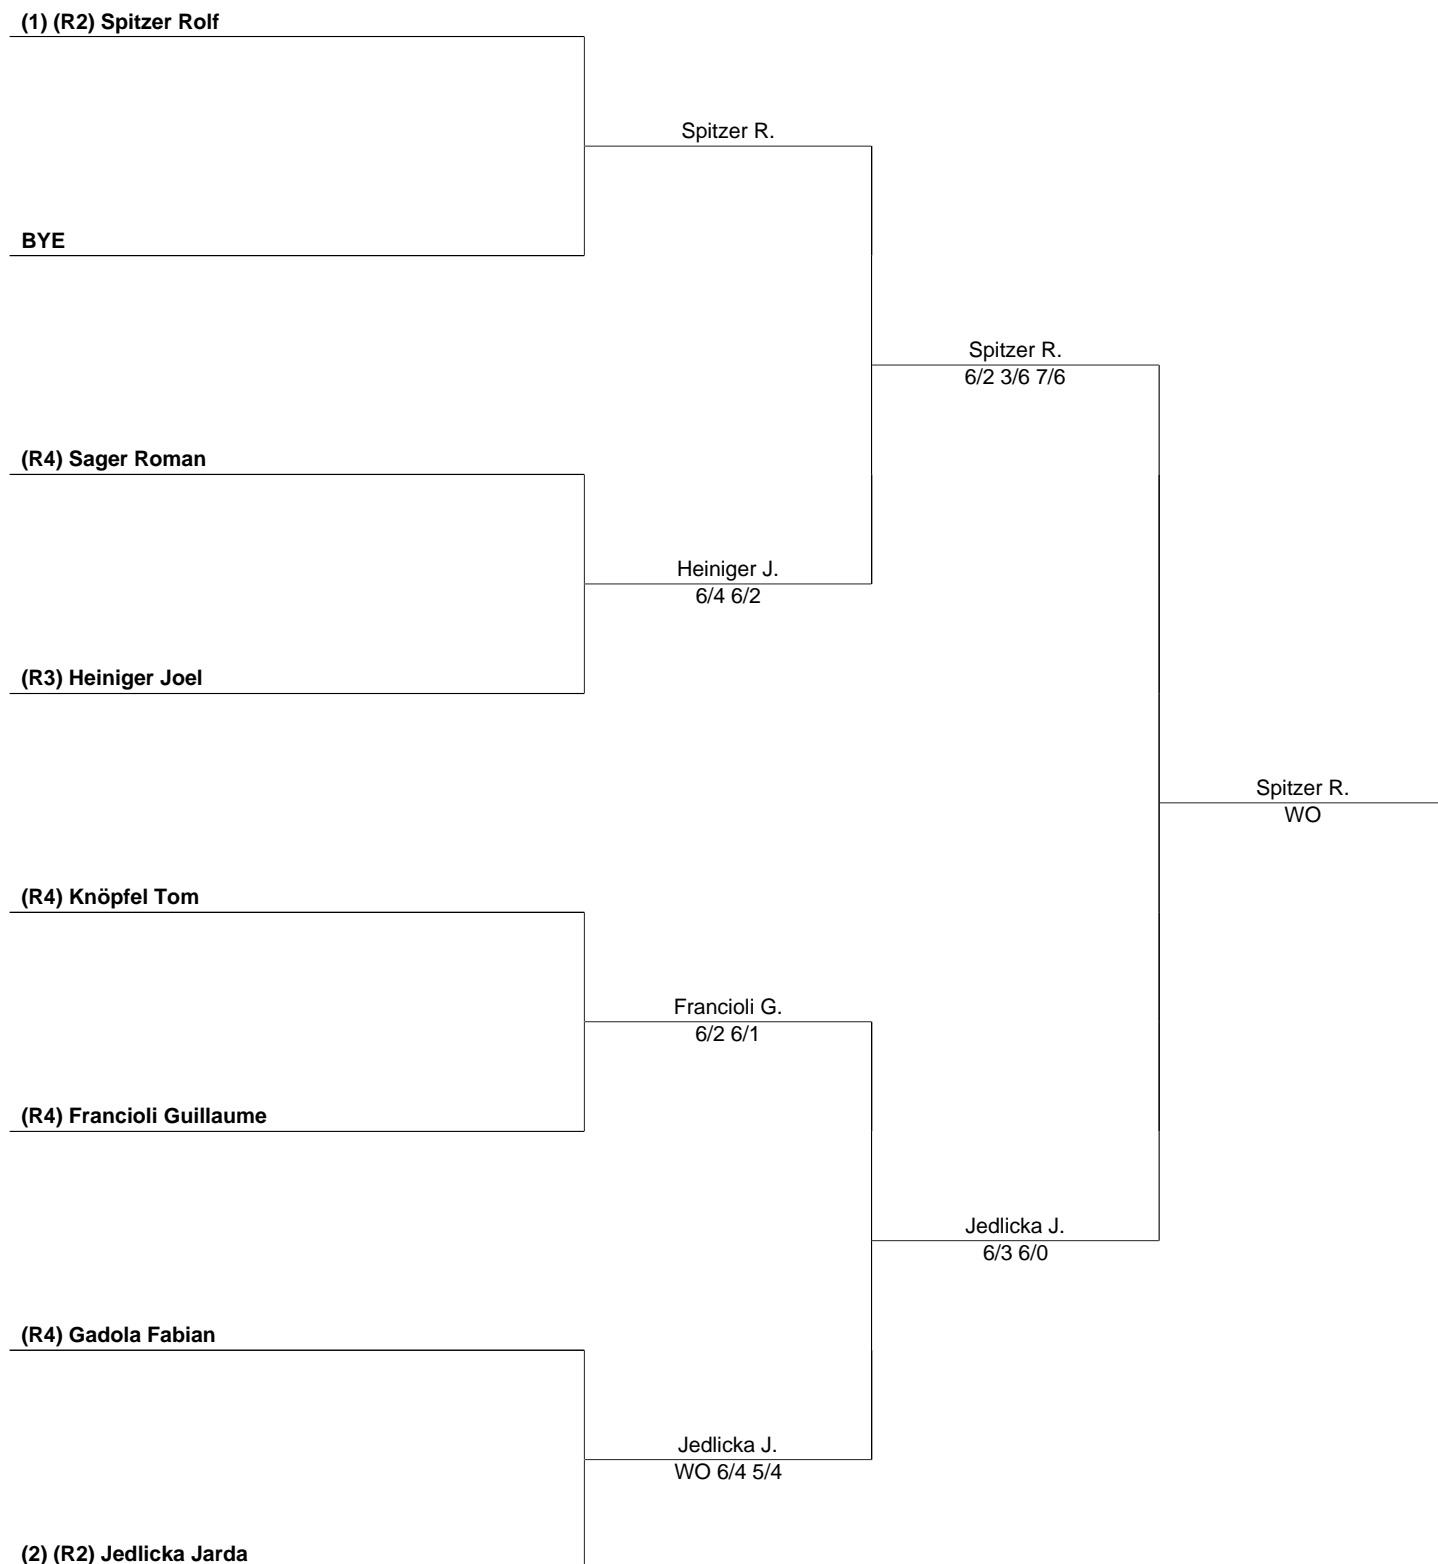 (1) (R2) Spitzer Rolf
Spitzer R.
BYE
Spitzer R.
6/2 3/6 7/6
(R4) Sager Roman
Heiniger J.
6/4 6/2
(R3) Heiniger Joel
Spitzer R.
WO
(R4) Knöpfel Tom
Francioli G.
6/2 6/1
(R4) Francioli Guillaume
Jedlicka J.
6/3 6/0
(R4) Gadola Fabian
Jedlicka J.
WO 6/4 5/4
(2) (R2) Jedlicka Jarda